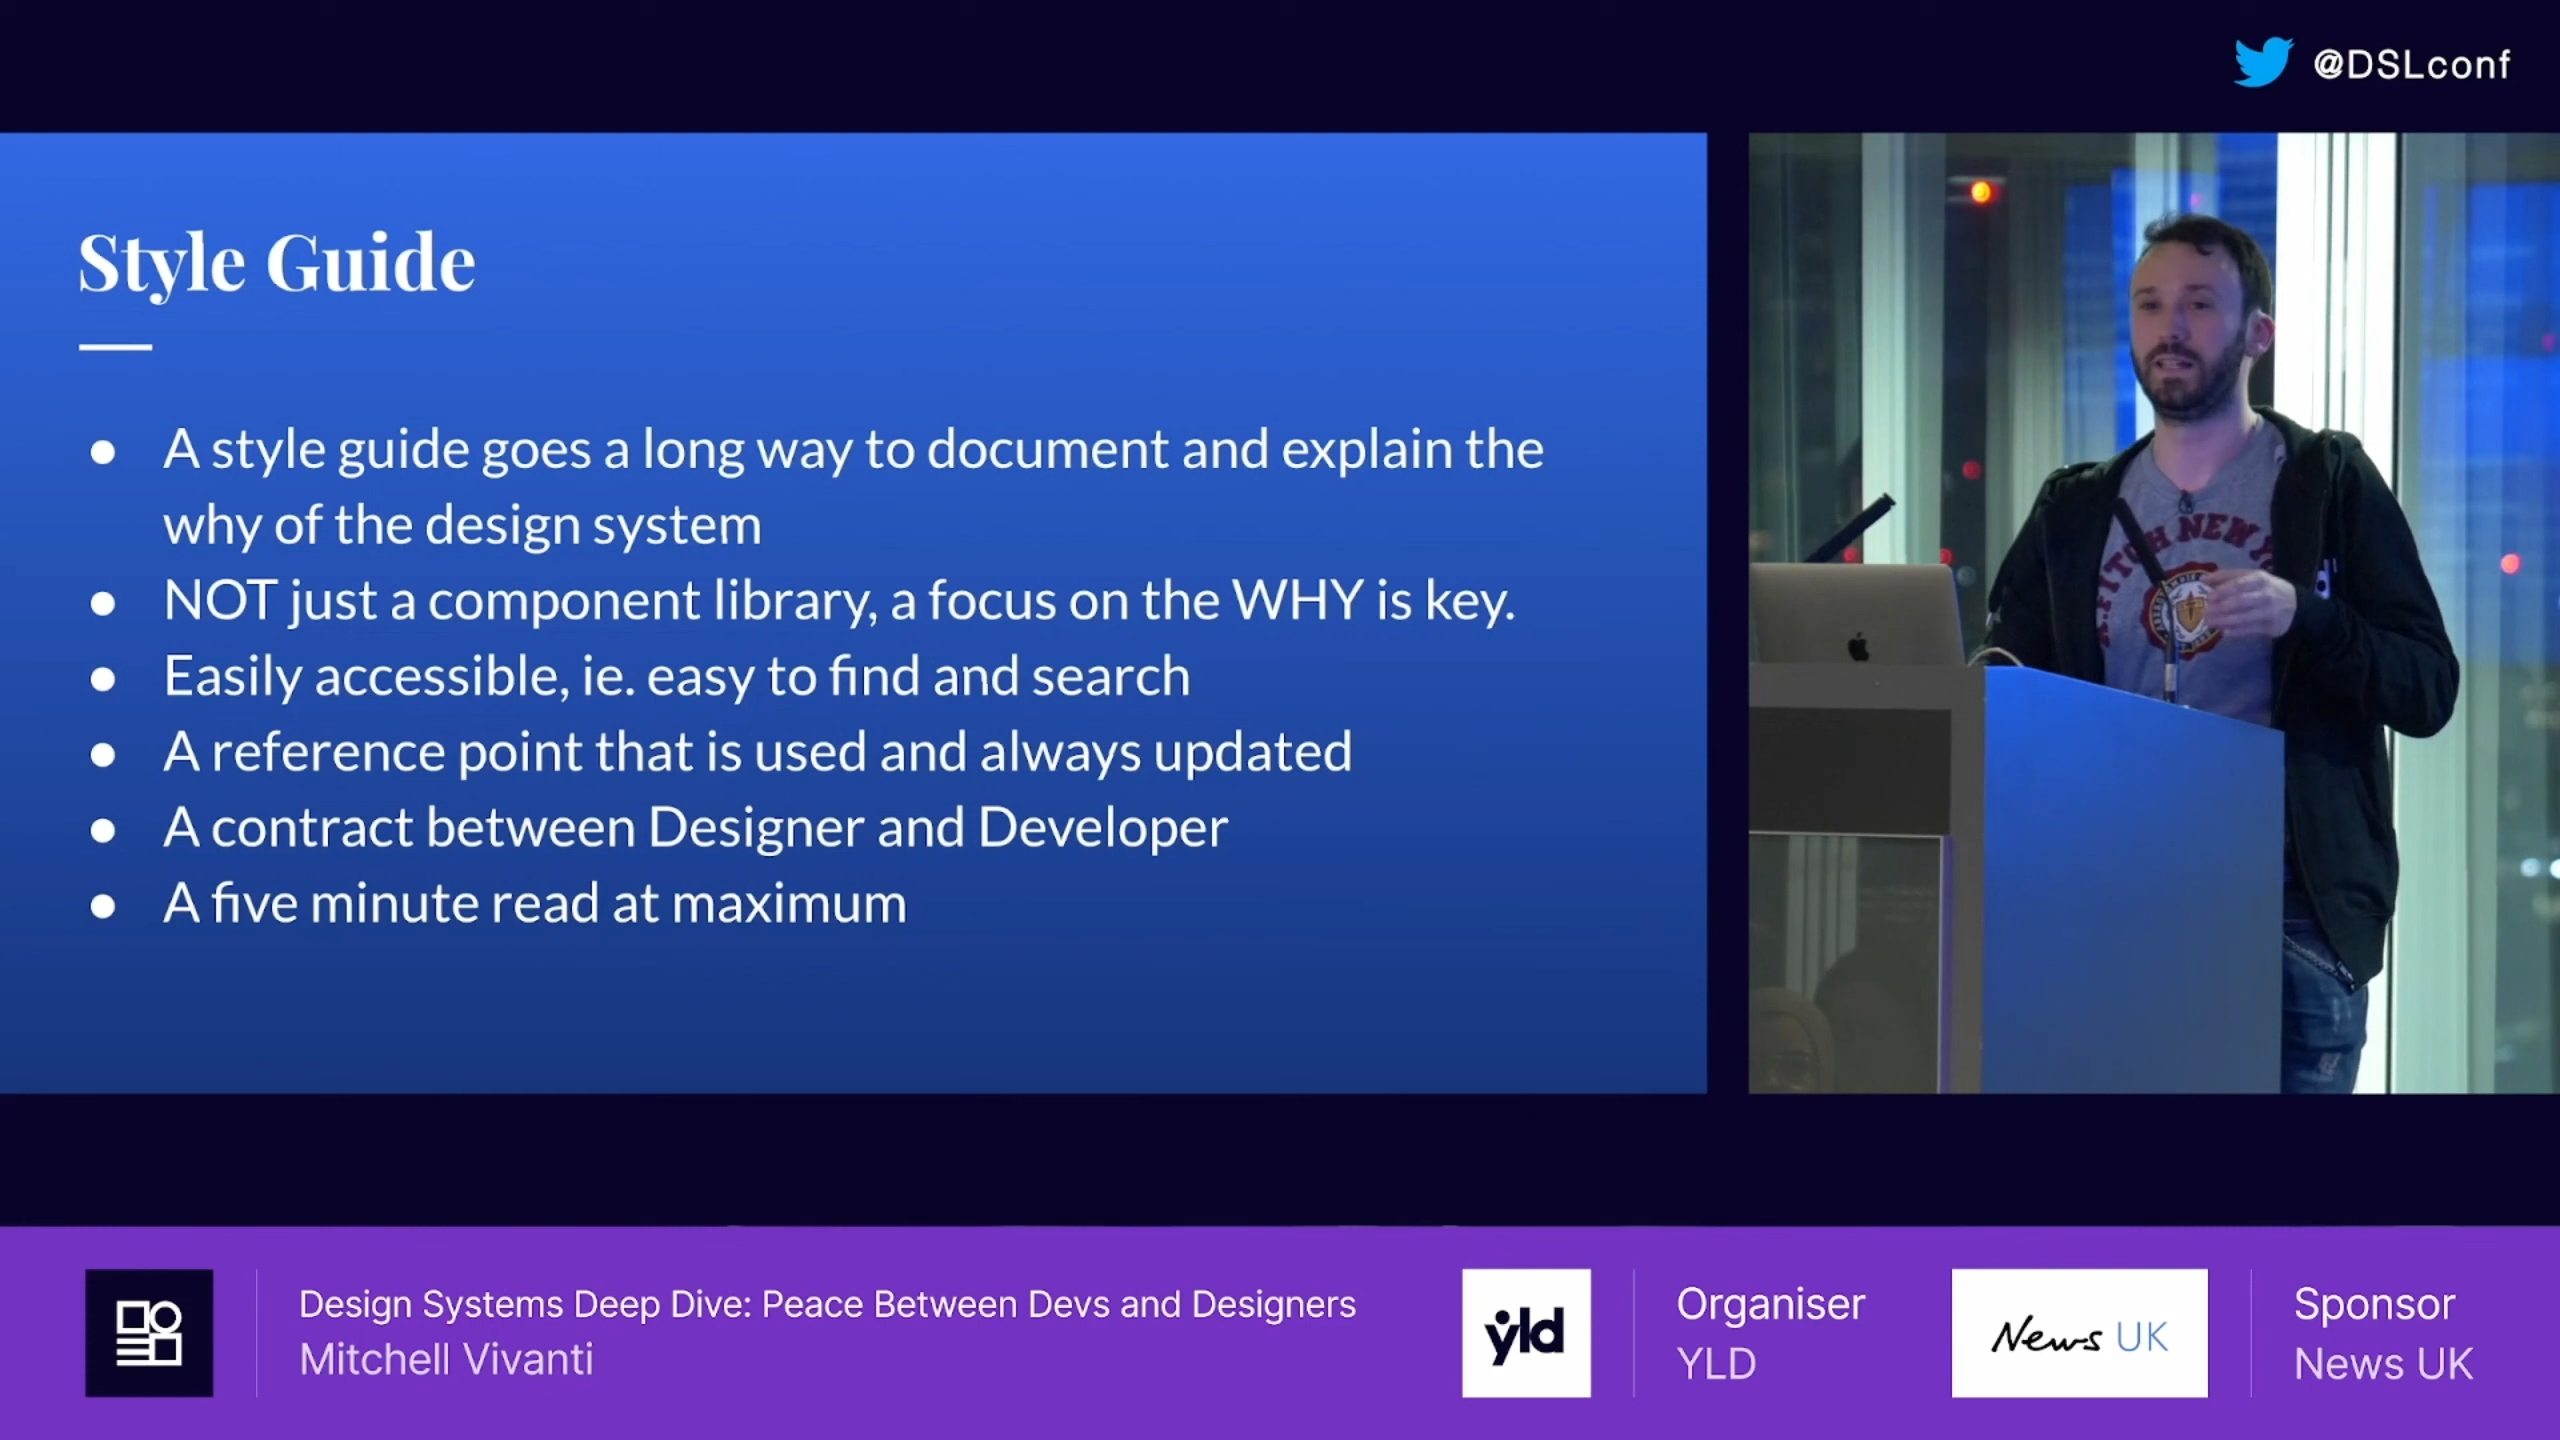 @DSLconf
Style Guide
● A style guide goes a long way to document and explain the
why of the design system
● NOT just a component library, a focus on the WHY is key.
● Easily accessible, ie. easy to find and search
● A reference point that is used and always updated
● A contract between Designer and Developer
● A five minute read at maximum
NEW
Design Systems Deep Dive: Peace Between Devs and Designers
Mitchell Vivanti
yld
Organiser
YLD
News UK
Sponsor
News UK